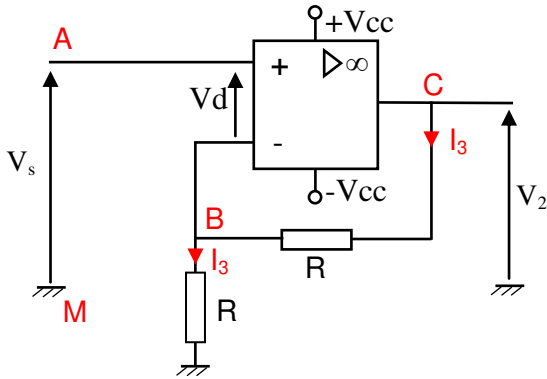 +Vcc
A
+
▷∞
C
Vd
I₃
Vₛ
-
V₂
-Vcc
B
I₃
R
M
R